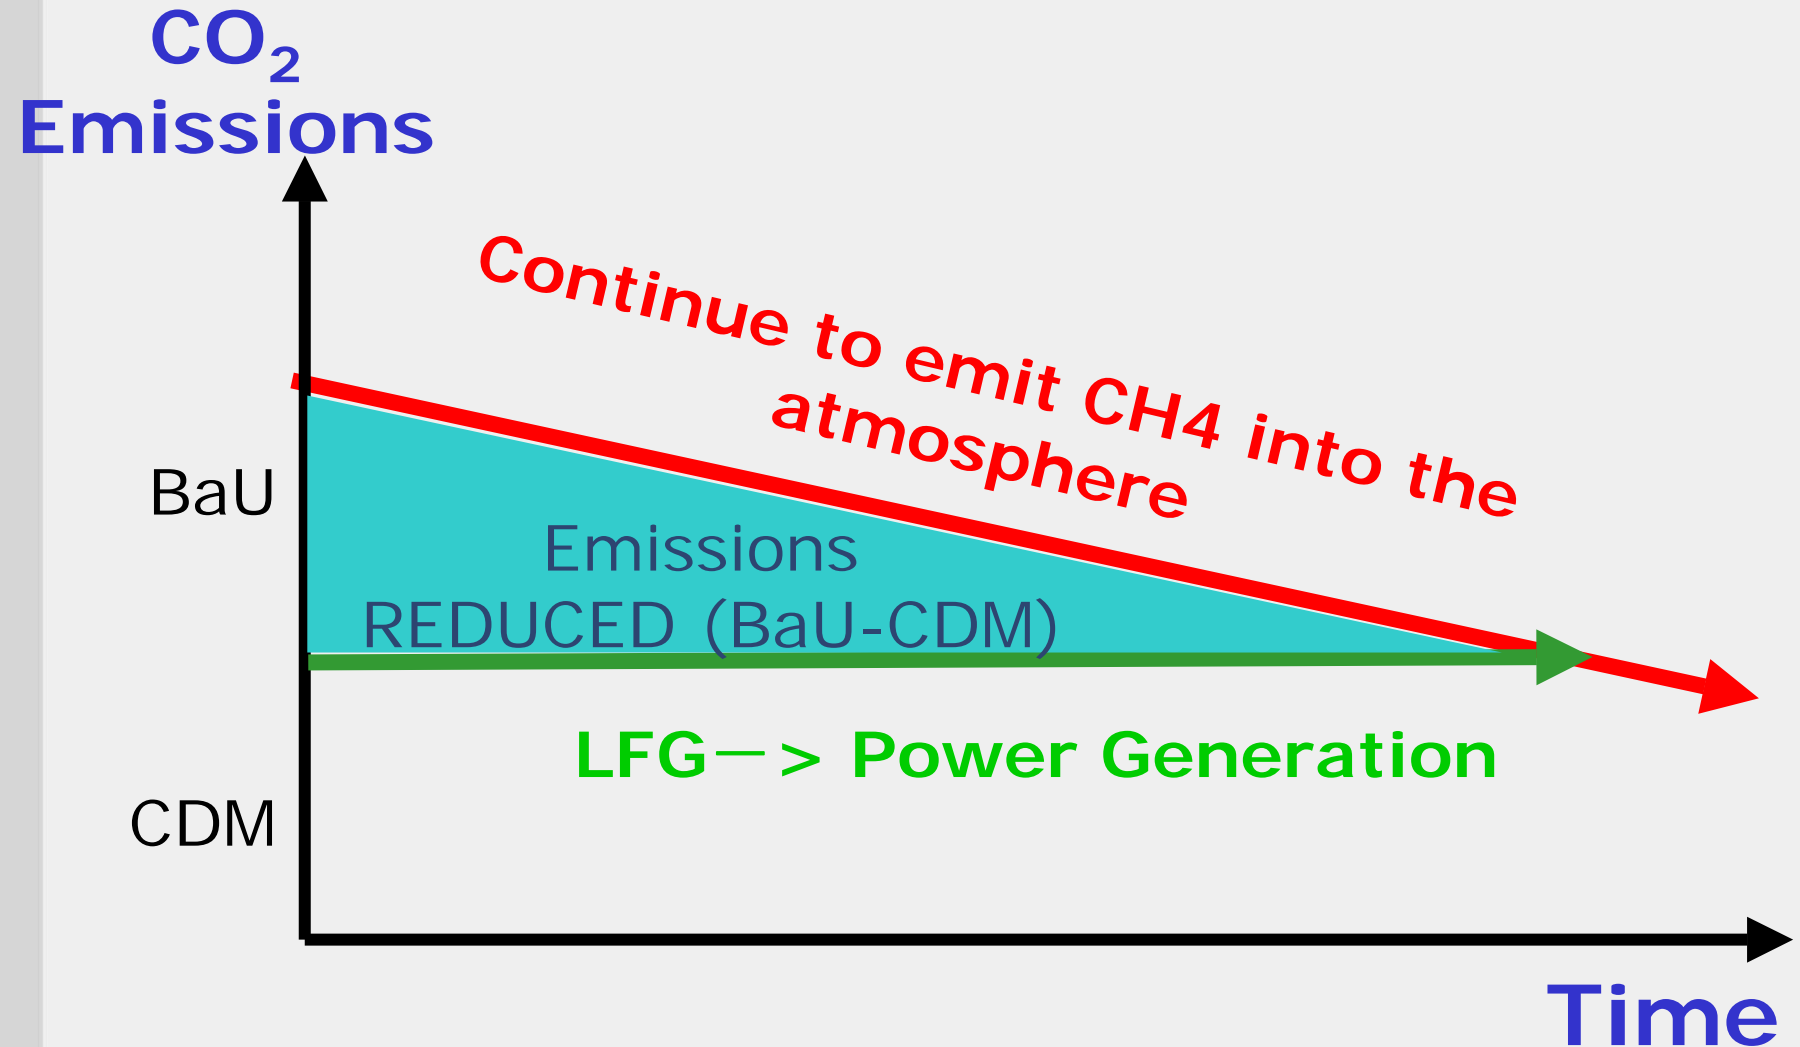 CO₂
Emissions
Continue to emit CH4 into the
atmosphere
BaU
Emissions
REDUCED (BaU-CDM)
LFG—> Power Generation
CDM
Time